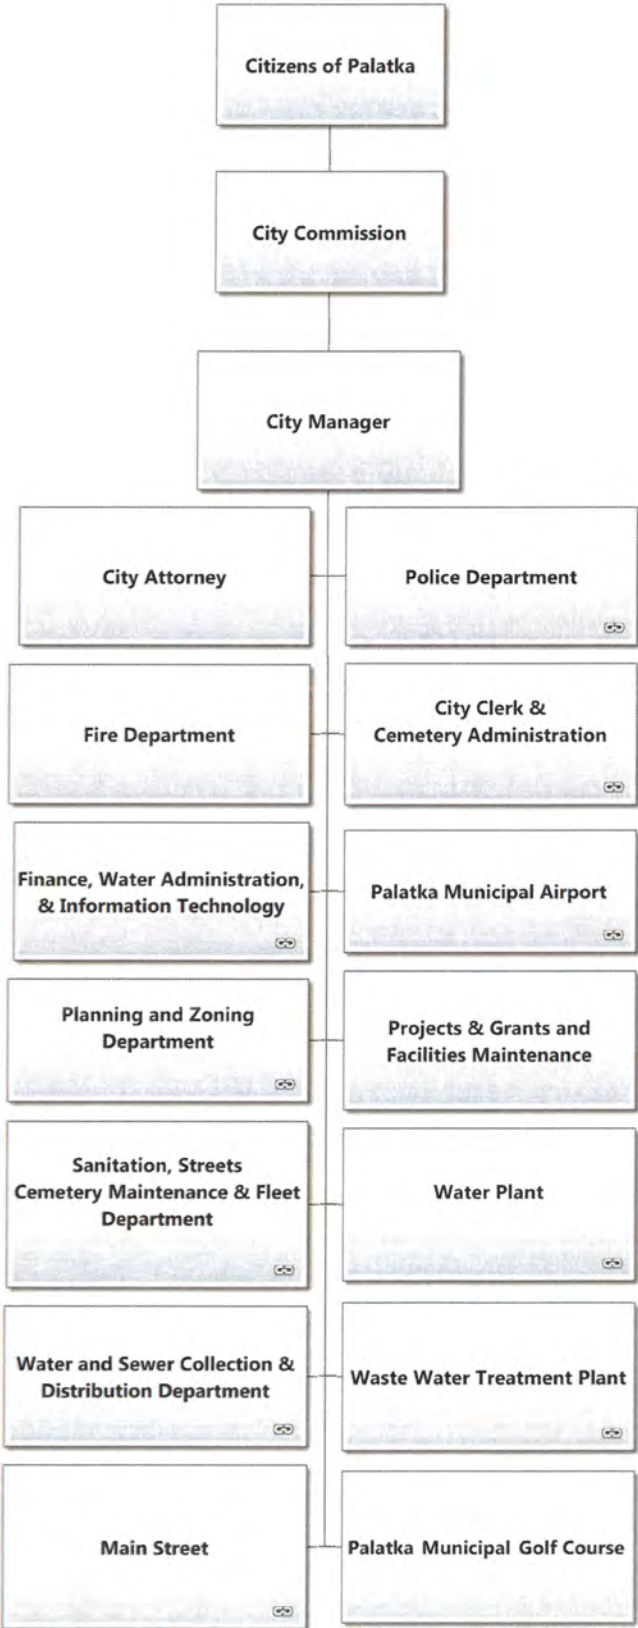 Citizens of Palatka
City Commission
City Manager
City Attorney
Police Department
Fire Department
City Clerk &
Cemetery Administration
Finance, Water Administration,
& Information Technology
Palatka Municipal Airport
Planning and Zoning
Department
Projects & Grants and
Facilities Maintenance
Sanitation, Streets
Cemetery Maintenance & Fleet
Department
Water Plant
Water and Sewer Collection &
Distribution Department
Waste Water Treatment Plant
Main Street
Palatka Municipal Golf Course